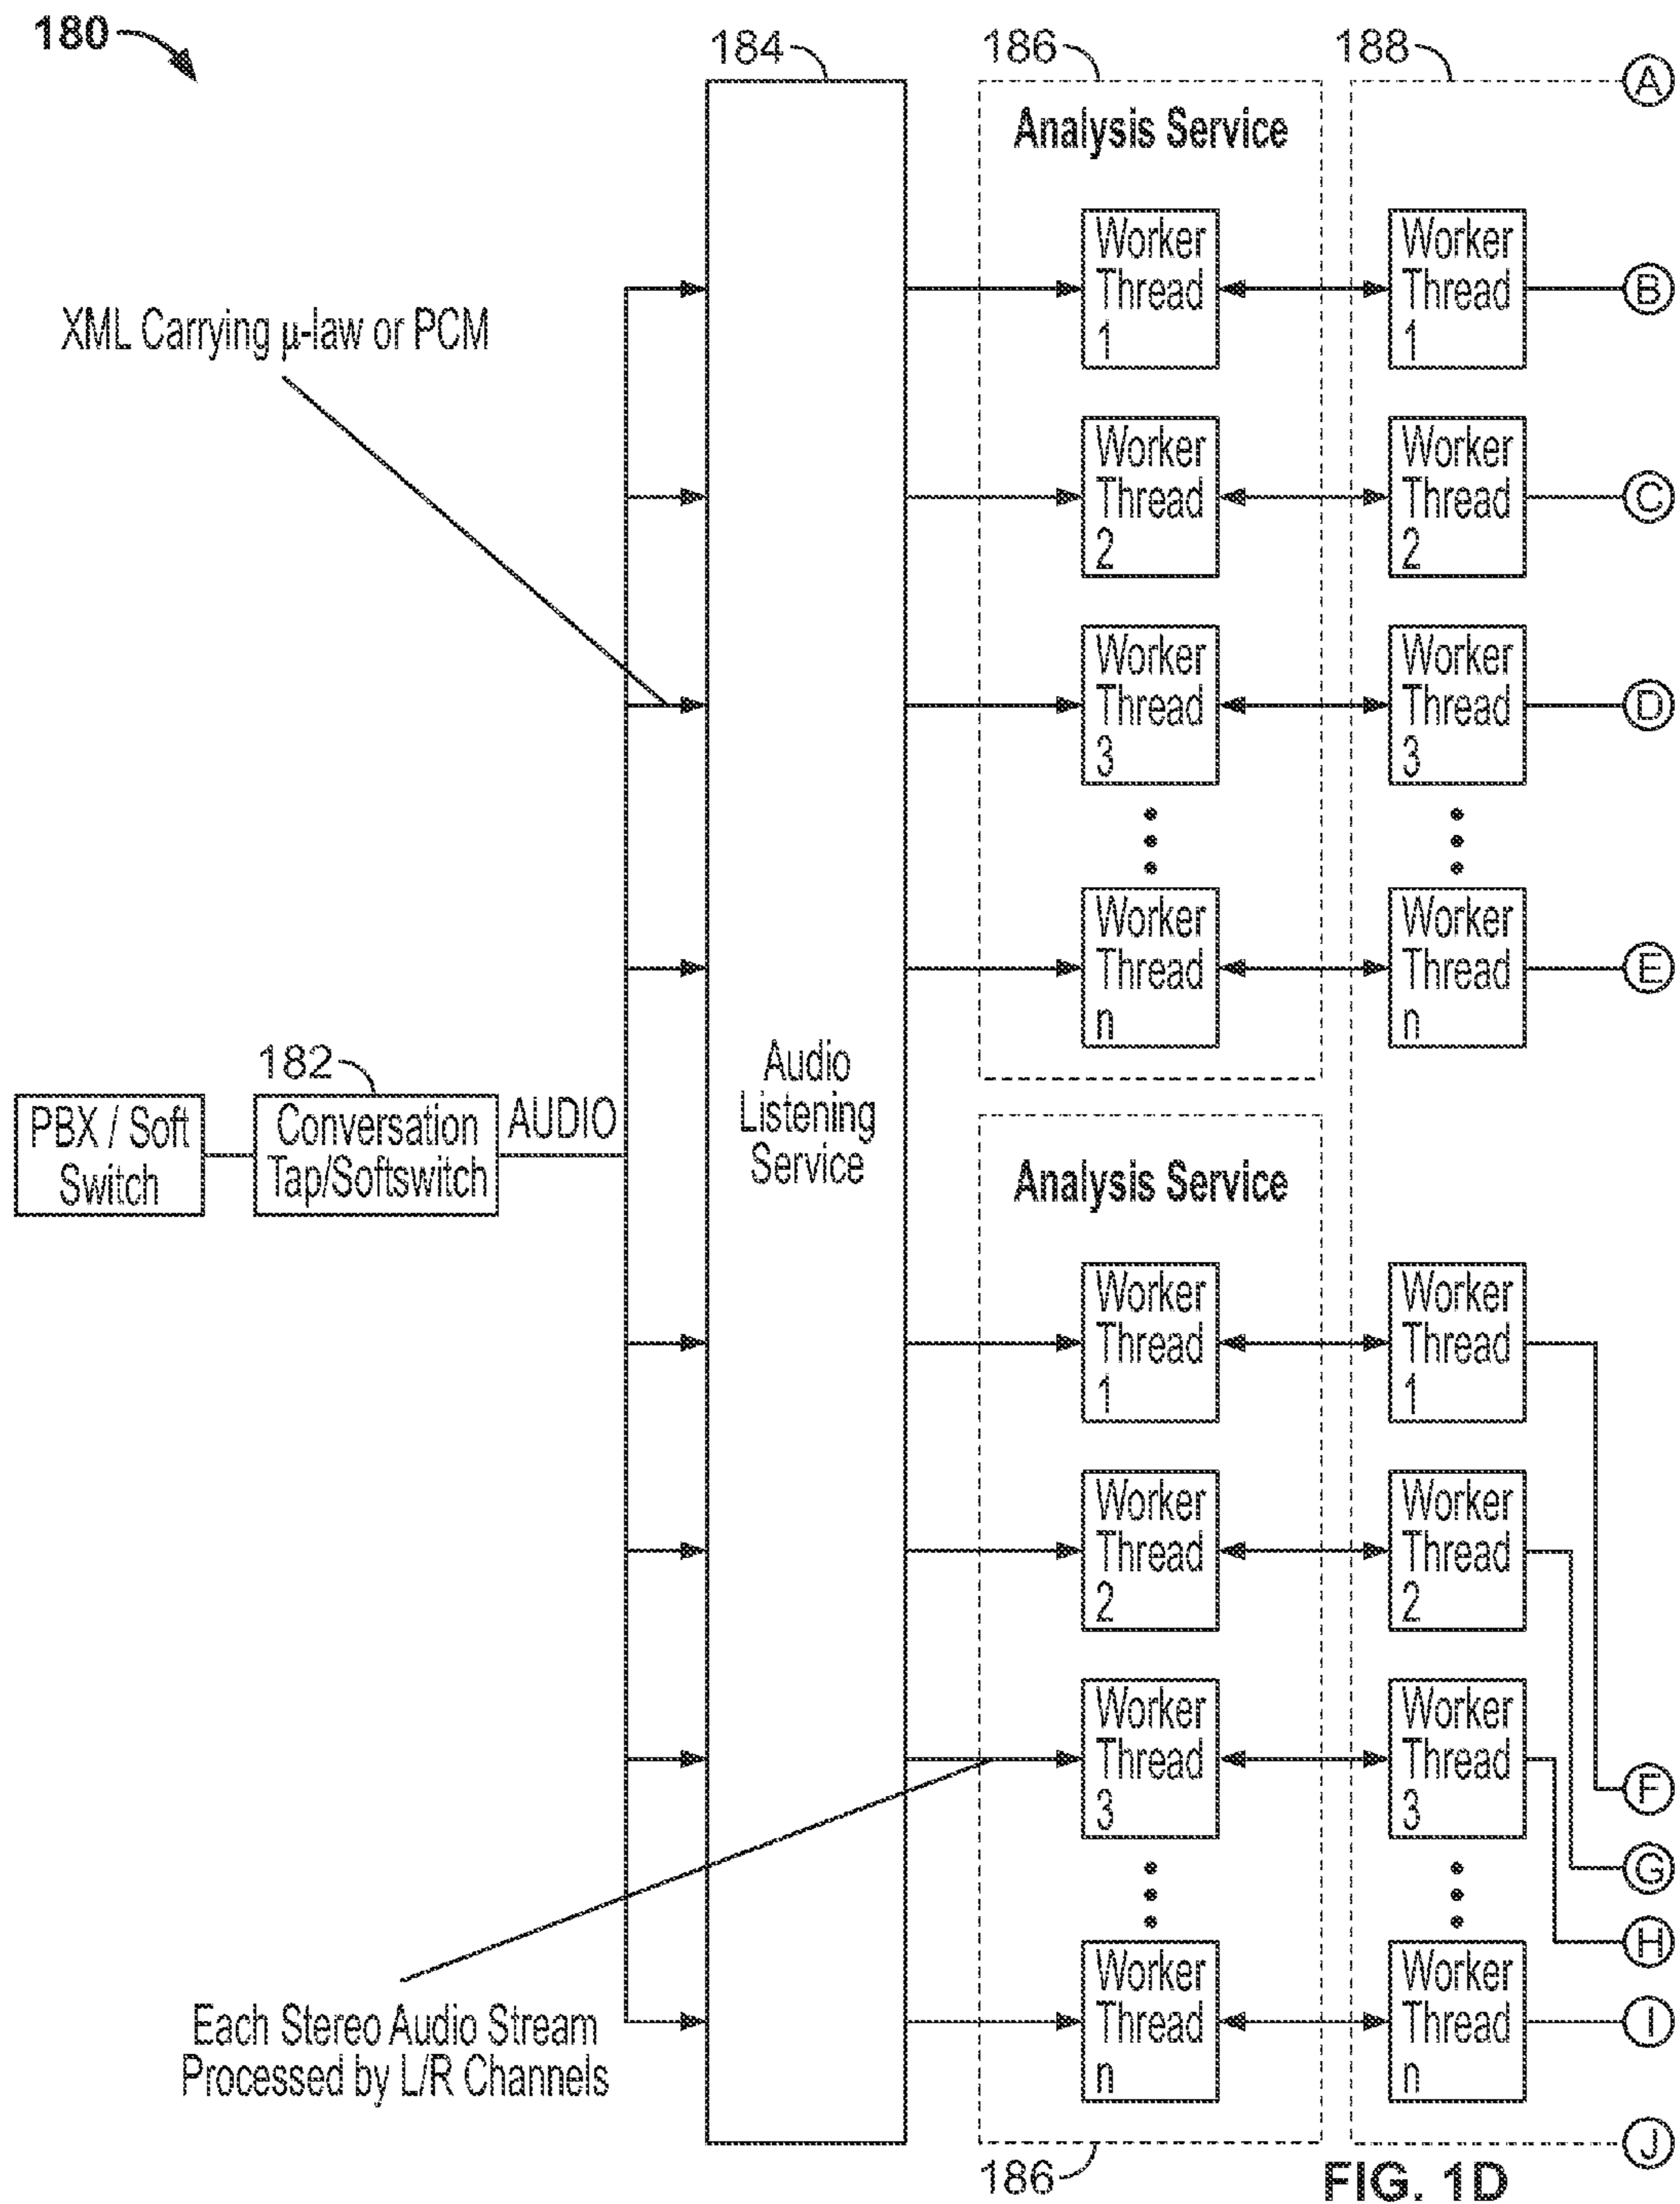 180
184
186
188
A
Analysis Service
Worker
Thread
1
Worker
Thread
1
B
XML Carrying μ-law or PCM
Worker
Thread
2
Worker
Thread
2
C
Worker
Thread
3
Worker
Thread
3
D
Worker
Thread
n
Worker
Thread
n
E
182
PBX / Soft
Switch
Conversation
Tap/Softswitch
AUDIO
Audio
Listening
Service
Analysis Service
Worker
Thread
1
Worker
Thread
1
Worker
Thread
2
Worker
Thread
2
Worker
Thread
3
Worker
Thread
3
F
G
H
Worker
Thread
n
Worker
Thread
n
I
Each Stereo Audio Stream
Processed by L/R Channels
J
186
FIG. 1D